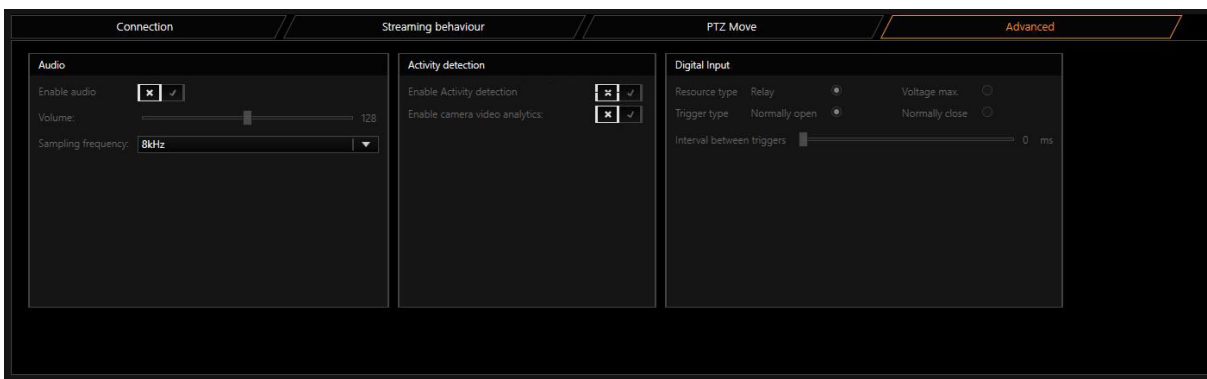 Connection
Streaming behaviour
PTZ Move
Advanced
Audio
Enable audio
Volume: 128
Sampling frequency: 8kHz
Activity detection
Enable Activity detection
Enable camera video analytics:
Digital Input
Resource type Relay Voltage max.
Trigger type Normally open Normally close
Interval between triggers 0 ms